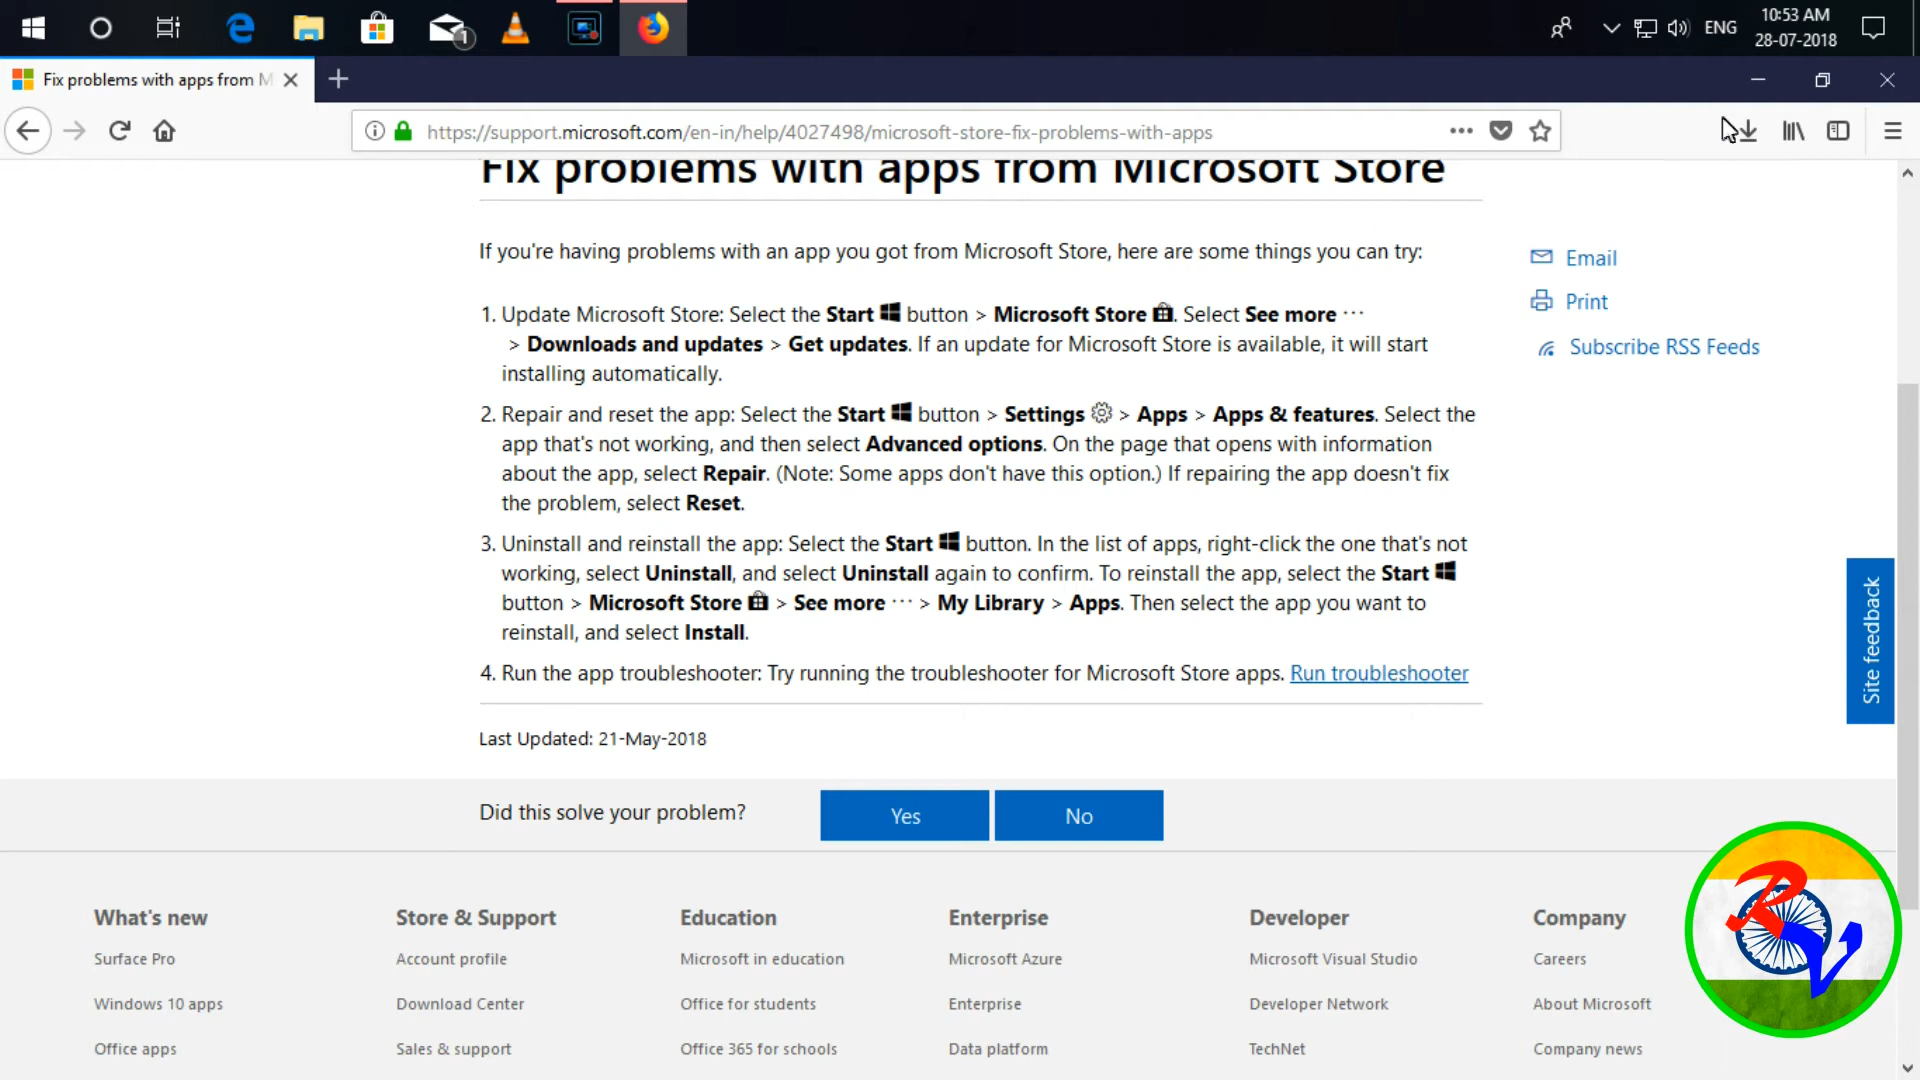 1
ENG
10:53 AM
28-07-2018
Fix problems with apps from M
https://support.microsoft.com/en-in/help/4027498/microsoft-store-fix-problems-with-apps
Fix problems with apps from Microsoft Store
If you're having problems with an app you got from Microsoft Store, here are some things you can try:
Email
Print
Subscribe RSS Feeds
1. Update Microsoft Store: Select the Start button > Microsoft Store . Select See more ···
> Downloads and updates > Get updates. If an update for Microsoft Store is available, it will start
installing automatically.
2. Repair and reset the app: Select the Start button > Settings > Apps > Apps & features. Select the
app that's not working, and then select Advanced options. On the page that opens with information
about the app, select Repair. (Note: Some apps don't have this option.) If repairing the app doesn't fix
the problem, select Reset.
3. Uninstall and reinstall the app: Select the Start button. In the list of apps, right-click the one that's not
working, select Uninstall, and select Uninstall again to confirm. To reinstall the app, select the Start
button > Microsoft Store > See more ··· > My Library > Apps. Then select the app you want to
reinstall, and select Install.
4. Run the app troubleshooter: Try running the troubleshooter for Microsoft Store apps. Run troubleshooter
Site feedback
Last Updated: 21-May-2018
Did this solve your problem?
Yes
No
What's new
Surface Pro
Windows 10 apps
Office apps
Store & Support
Account profile
Download Center
Sales & support
Education
Microsoft in education
Office for students
Office 365 for schools
Enterprise
Microsoft Azure
Enterprise
Data platform
Developer
Microsoft Visual Studio
Developer Network
TechNet
Company
Careers
About Microsoft
Company news
RV